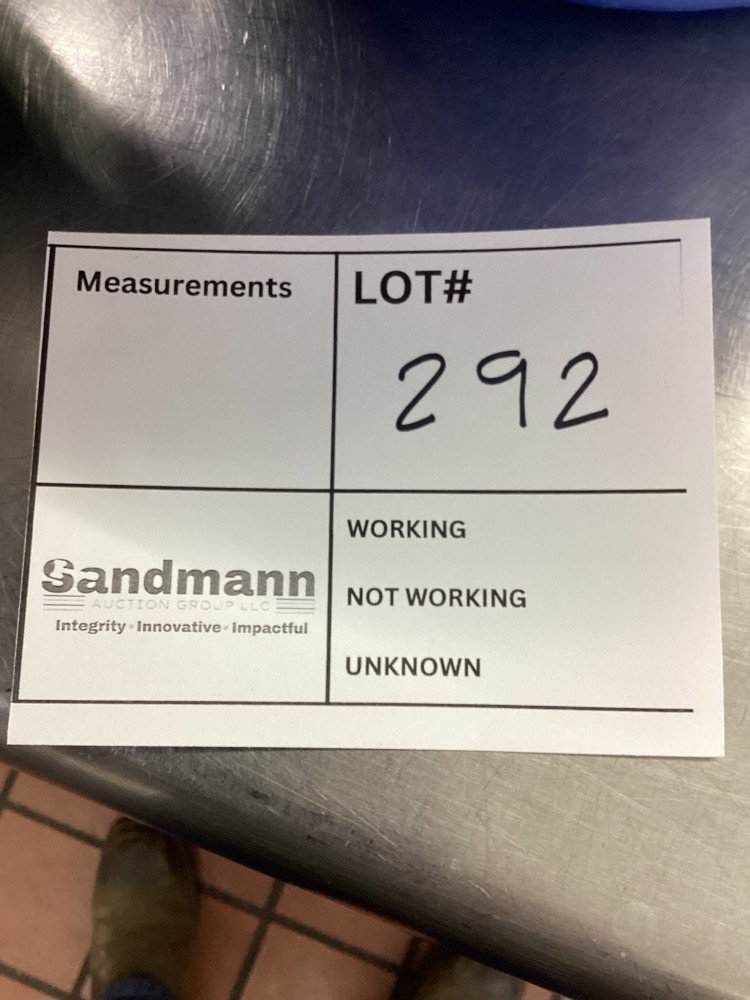 Measurements
LOT#
292
Sandmann
AUCTION GROUP LLC
Integrity•Innovative•Impactful
WORKING
NOT WORKING
UNKNOWN